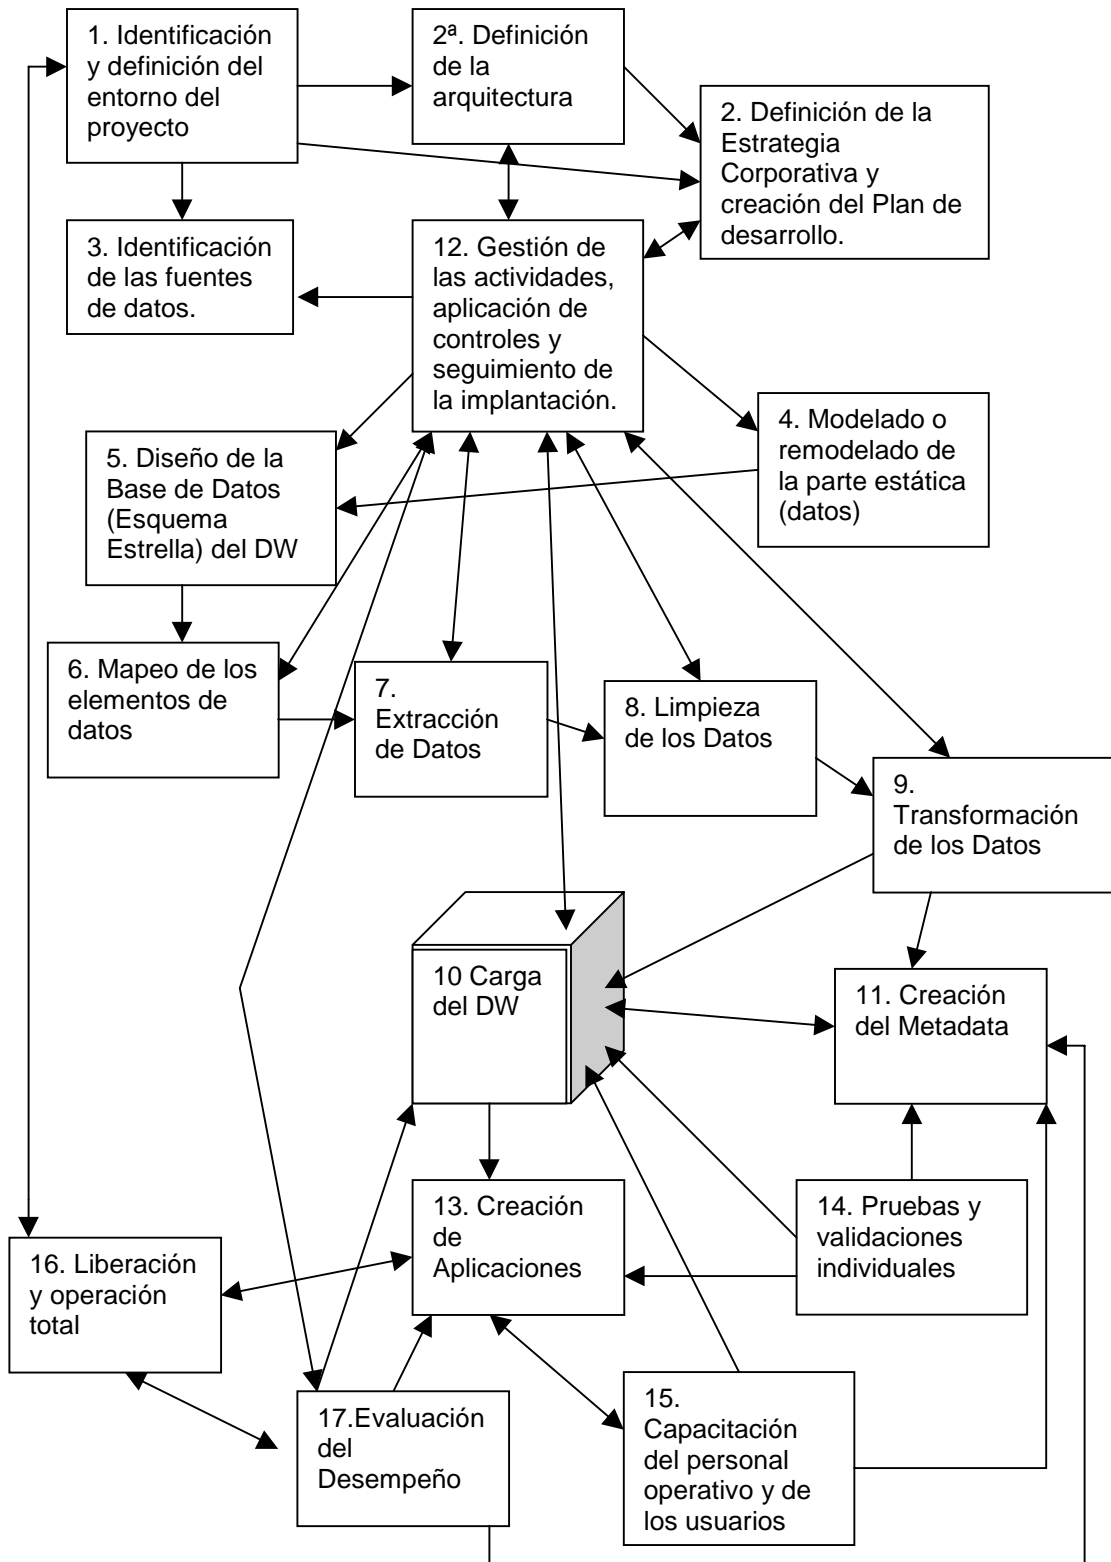 1. Identificación
y definición del
entorno del
proyecto
2ª. Definición
de la
arquitectura
2. Definición de la
Estrategia
Corporativa y
creación del Plan de
desarrollo.
3. Identificación
de las fuentes
de datos.
12. Gestión de
las actividades,
aplicación de
controles y
seguimiento de
la implantación.
4. Modelado o
remodelado de
la parte estática
(datos)
5. Diseño de la
Base de Datos
(Esquema
Estrella) del DW
6. Mapeo de los
elementos de
datos
7.
Extracción
de Datos
8. Limpieza
de los Datos
9.
Transformación
de los Datos
10 Carga
del DW
11. Creación
del Metadata
13. Creación
de
Aplicaciones
14. Pruebas y
validaciones
individuales
16. Liberación
y operación
total
17.Evaluación
del
Desempeño
15.
Capacitación
del personal
operativo y de
los usuarios